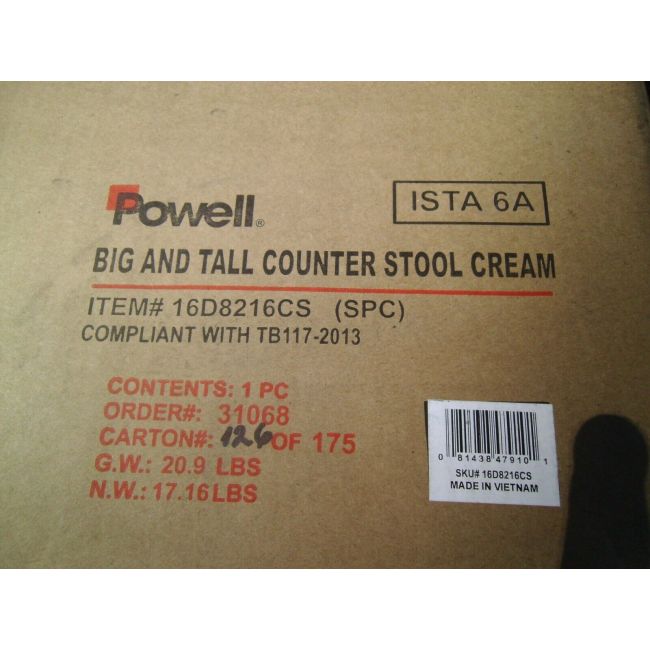 Powell®
ISTA 6A
BIG AND TALL COUNTER STOOL CREAM
ITEM# 16D8216CS (SPC)
COMPLIANT WITH TB117-2013
CONTENTS: 1 PC
ORDER#: 31068
CARTON#: 126 OF 175
G.W.: 20.9 LBS
N.W.: 17.16 LBS
0 81438 47910 1
SKU# 16D8216CS
MADE IN VIETNAM